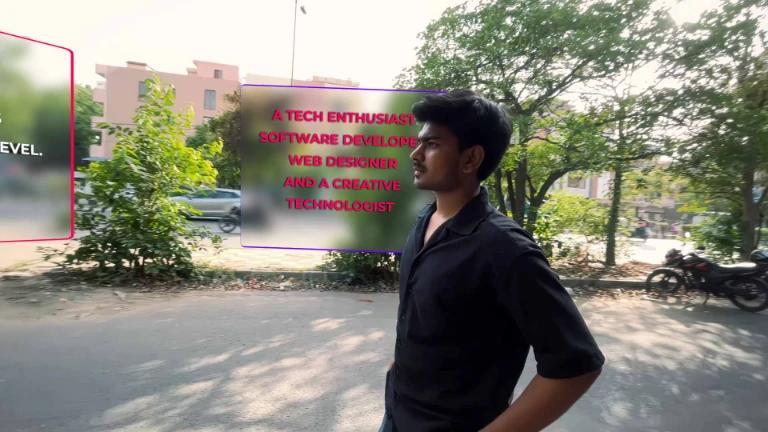 EVEL.
A TECH ENTHUSIAST
SOFTWARE DEVELOPE
WEB DESIGNER
AND A CREATIVE
TECHNOLOGIST